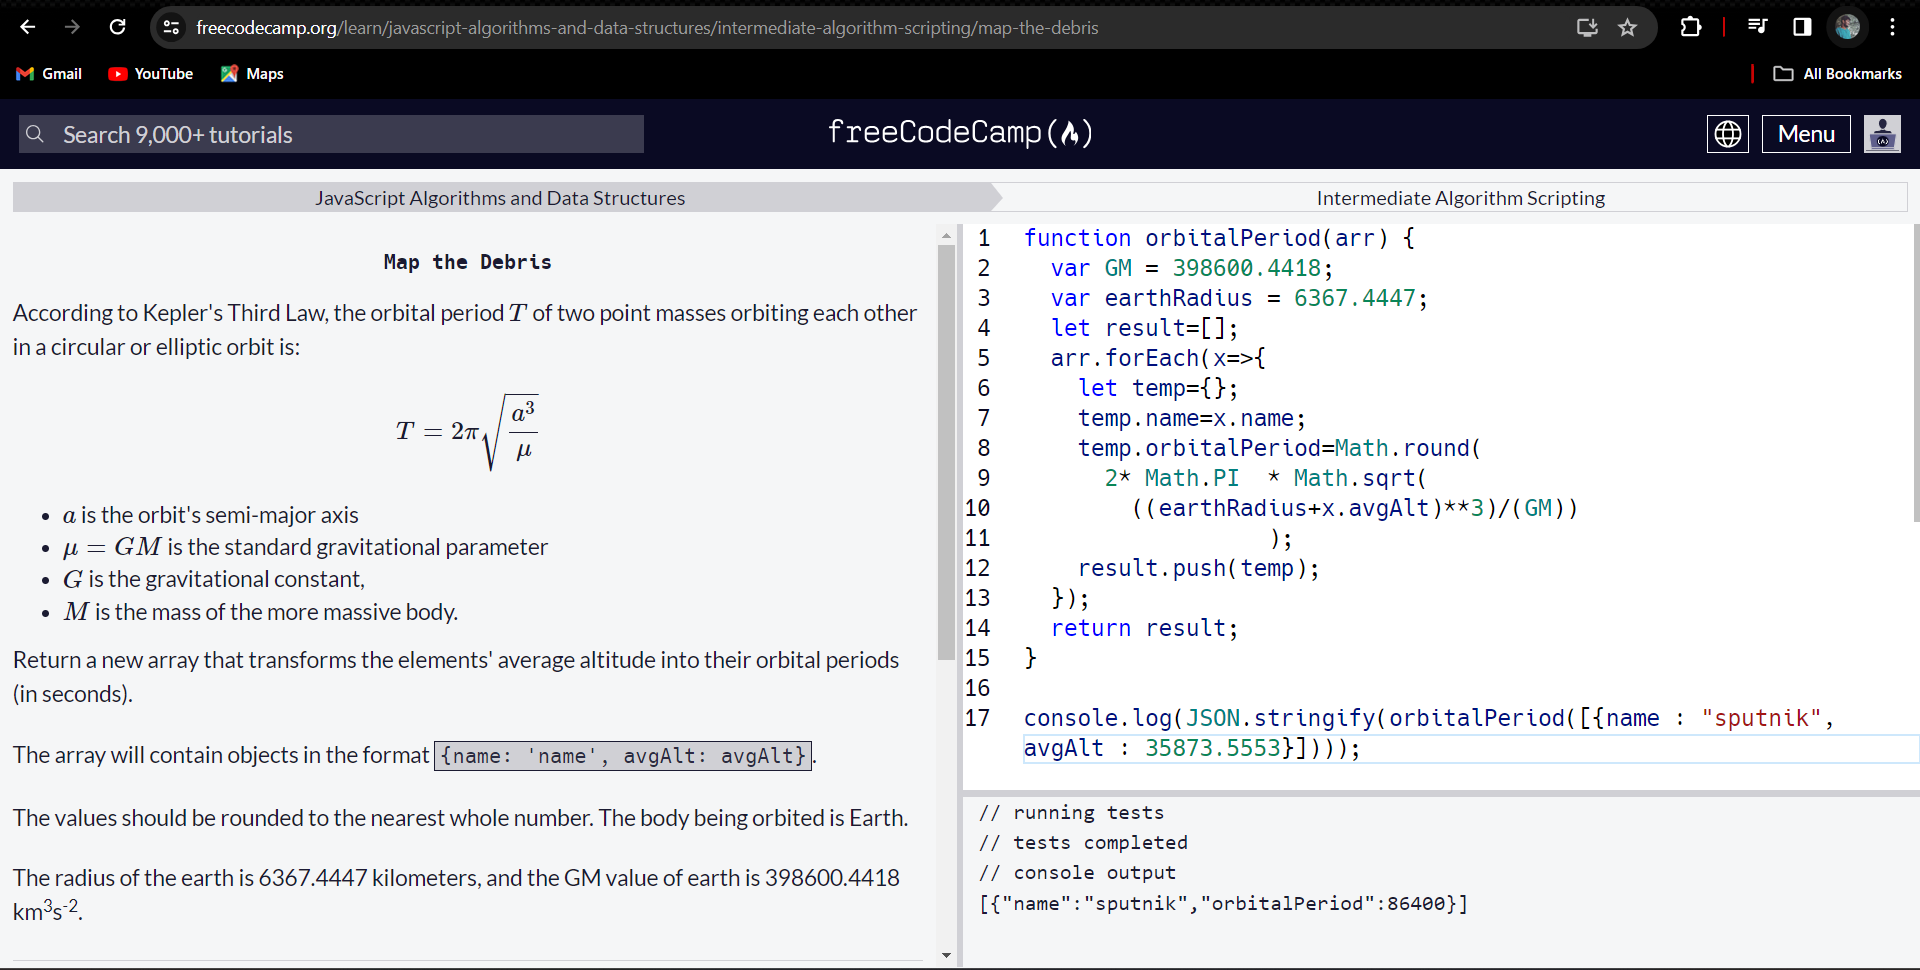 freecodecamp.org/learn/javascript-algorithms-and-data-structures/intermediate-algorithm-scripting/map-the-debris
Gmail YouTube Maps All Bookmarks
Search 9,000+ tutorials freeCodeCamp(🔥) Menu
JavaScript Algorithms and Data Structures Intermediate Algorithm Scripting
Map the Debris
According to Kepler's Third Law, the orbital period T of two point masses orbiting each other
in a circular or elliptic orbit is:
T = 2π√(a³/μ)
• a is the orbit's semi-major axis
• μ = GM is the standard gravitational parameter
• G is the gravitational constant,
• M is the mass of the more massive body.
Return a new array that transforms the elements' average altitude into their orbital periods
(in seconds).
The array will contain objects in the format {name: 'name', avgAlt: avgAlt}.
The values should be rounded to the nearest whole number. The body being orbited is Earth.
The radius of the earth is 6367.4447 kilometers, and the GM value of earth is 398600.4418
km³s⁻².
1 function orbitalPeriod(arr) {
2 var GM = 398600.4418;
3 var earthRadius = 6367.4447;
4 let result=[];
5 arr.forEach(x=>{
6 let temp={};
7 temp.name=x.name;
8 temp.orbitalPeriod=Math.round(
9 2* Math.PI * Math.sqrt(
10 ((earthRadius+x.avgAlt)**3)/(GM))
11 );
12 result.push(temp);
13 });
14 return result;
15 }
16
17 console.log(JSON.stringify(orbitalPeriod([{name : "sputnik",
avgAlt : 35873.5553}])));
// running tests
// tests completed
// console output
[{"name":"sputnik","orbitalPeriod":86400}]